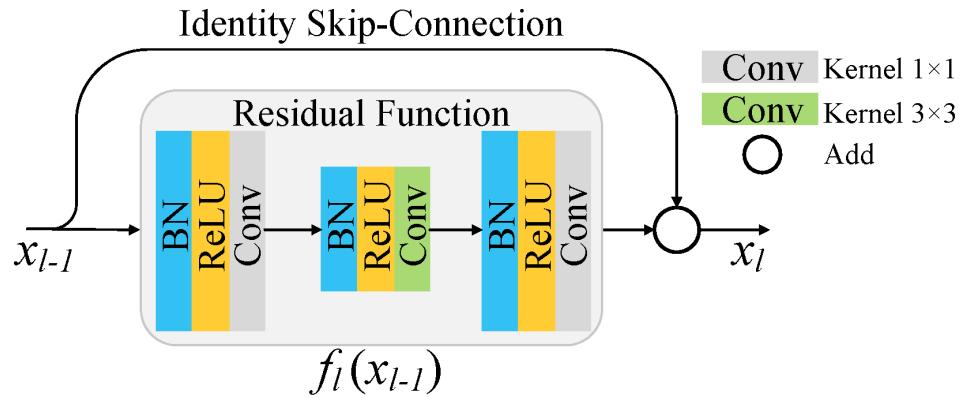 Identity Skip-Connection
Conv Kernel 1×1
Conv Kernel 3×3
Add
Residual Function
BN ReLU Conv
BN ReLU Conv
BN ReLU Conv
x_{l-1}
x_l
f_l(x_{l-1})